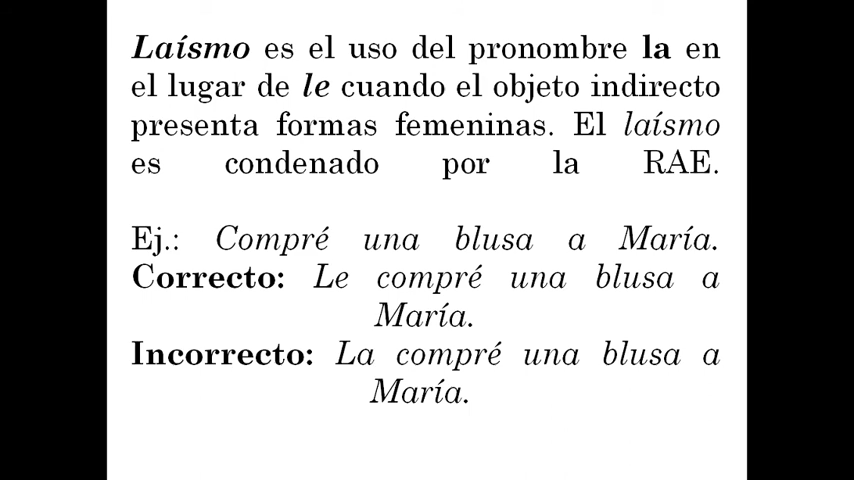 Laísmo es el uso del pronombre la en
el lugar de le cuando el objeto indirecto
presenta formas femeninas. El laísmo
es condenado por la RAE.
Ej.: Compré una blusa a María.
Correcto: Le compré una blusa a
María.
Incorrecto: La compré una blusa a
María.